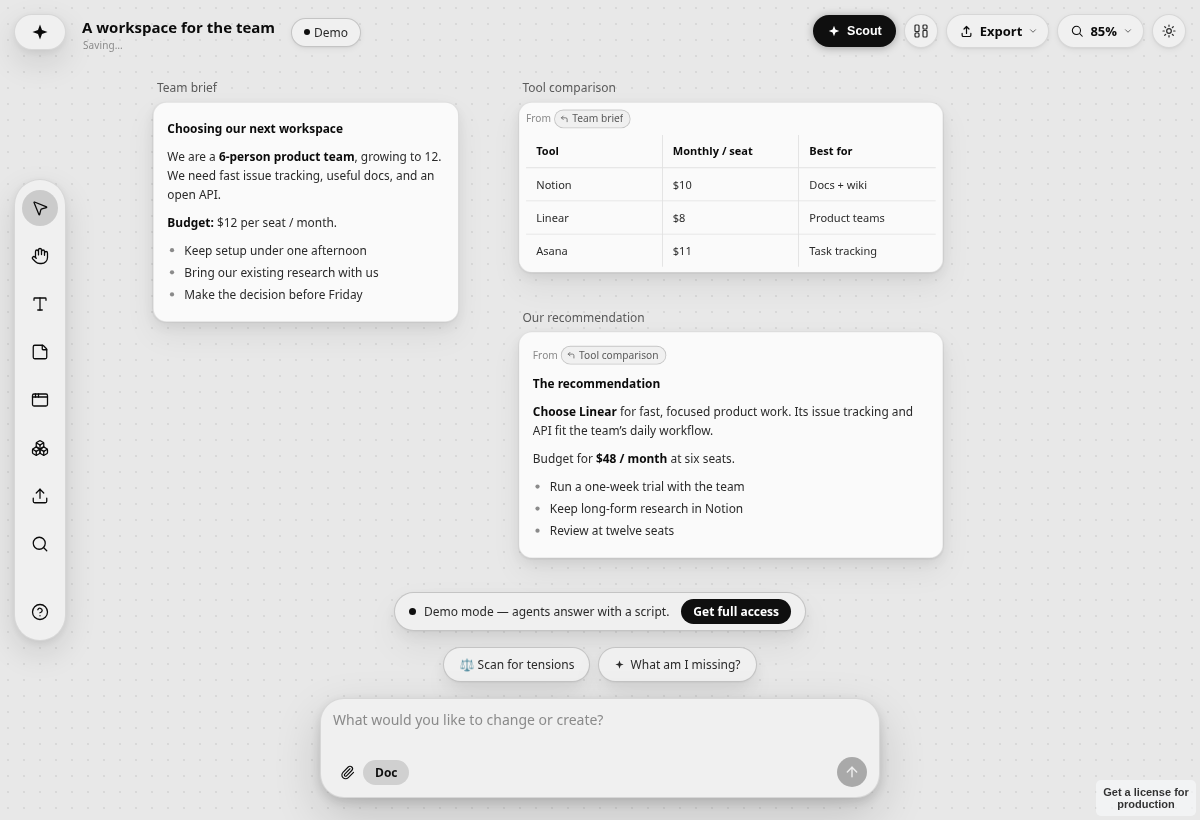 A workspace for the team
Saving...
Demo
Scout
Export
85%
Team brief
Choosing our next workspace
We are a 6-person product team, growing to 12.
We need fast issue tracking, useful docs, and an
open API.
Budget: $12 per seat / month.
Keep setup under one afternoon
Bring our existing research with us
Make the decision before Friday
Tool comparison
From Team brief
Tool Monthly / seat Best for
Notion $10 Docs + wiki
Linear $8 Product teams
Asana $11 Task tracking
Our recommendation
From Tool comparison
The recommendation
Choose Linear for fast, focused product work. Its issue tracking and
API fit the team’s daily workflow.
Budget for $48 / month at six seats.
Run a one-week trial with the team
Keep long-form research in Notion
Review at twelve seats
Demo mode — agents answer with a script. Get full access
Scan for tensions
What am I missing?
What would you like to change or create?
Doc
Get a license for
production